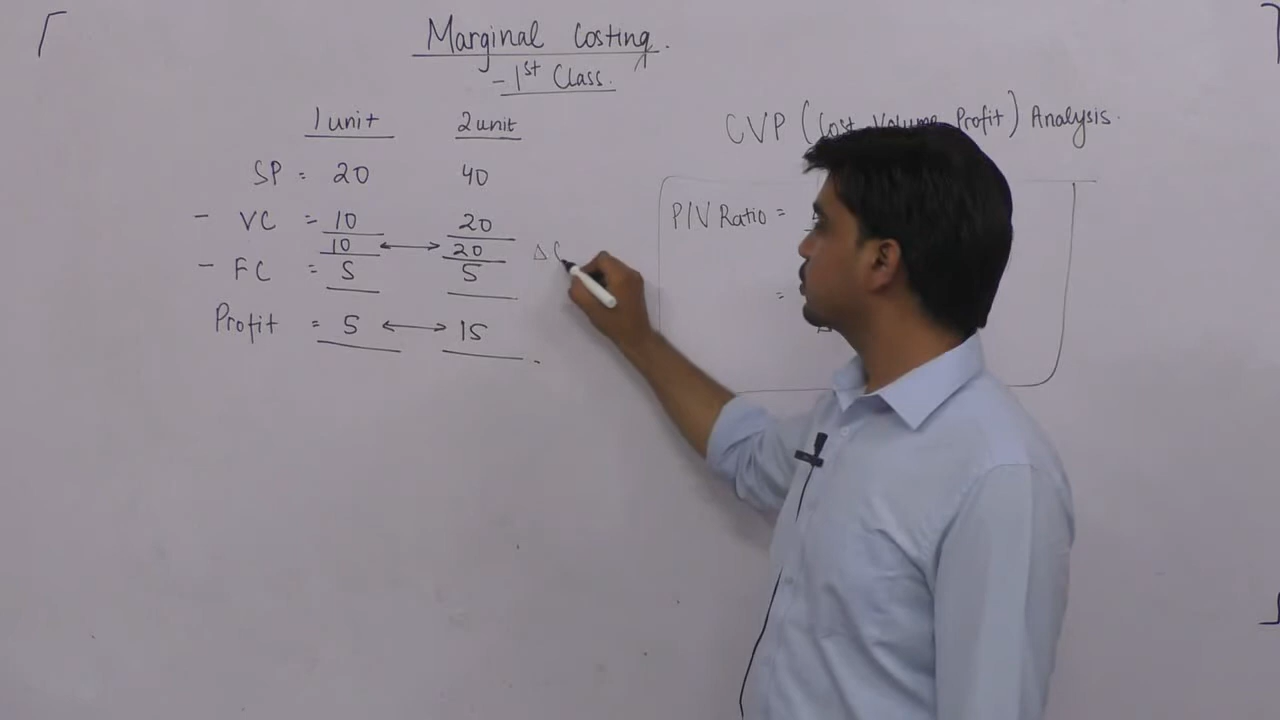 Marginal Costing.
- 1st Class.
1 unit 2 unit
SP = 20 40
- VC = 10 20
10 ↔ 20
- FC = 5 5
Profit = 5 ↔ 15
Δ C
CVP (Cost Volume Profit) Analysis.
P/V Ratio =
=